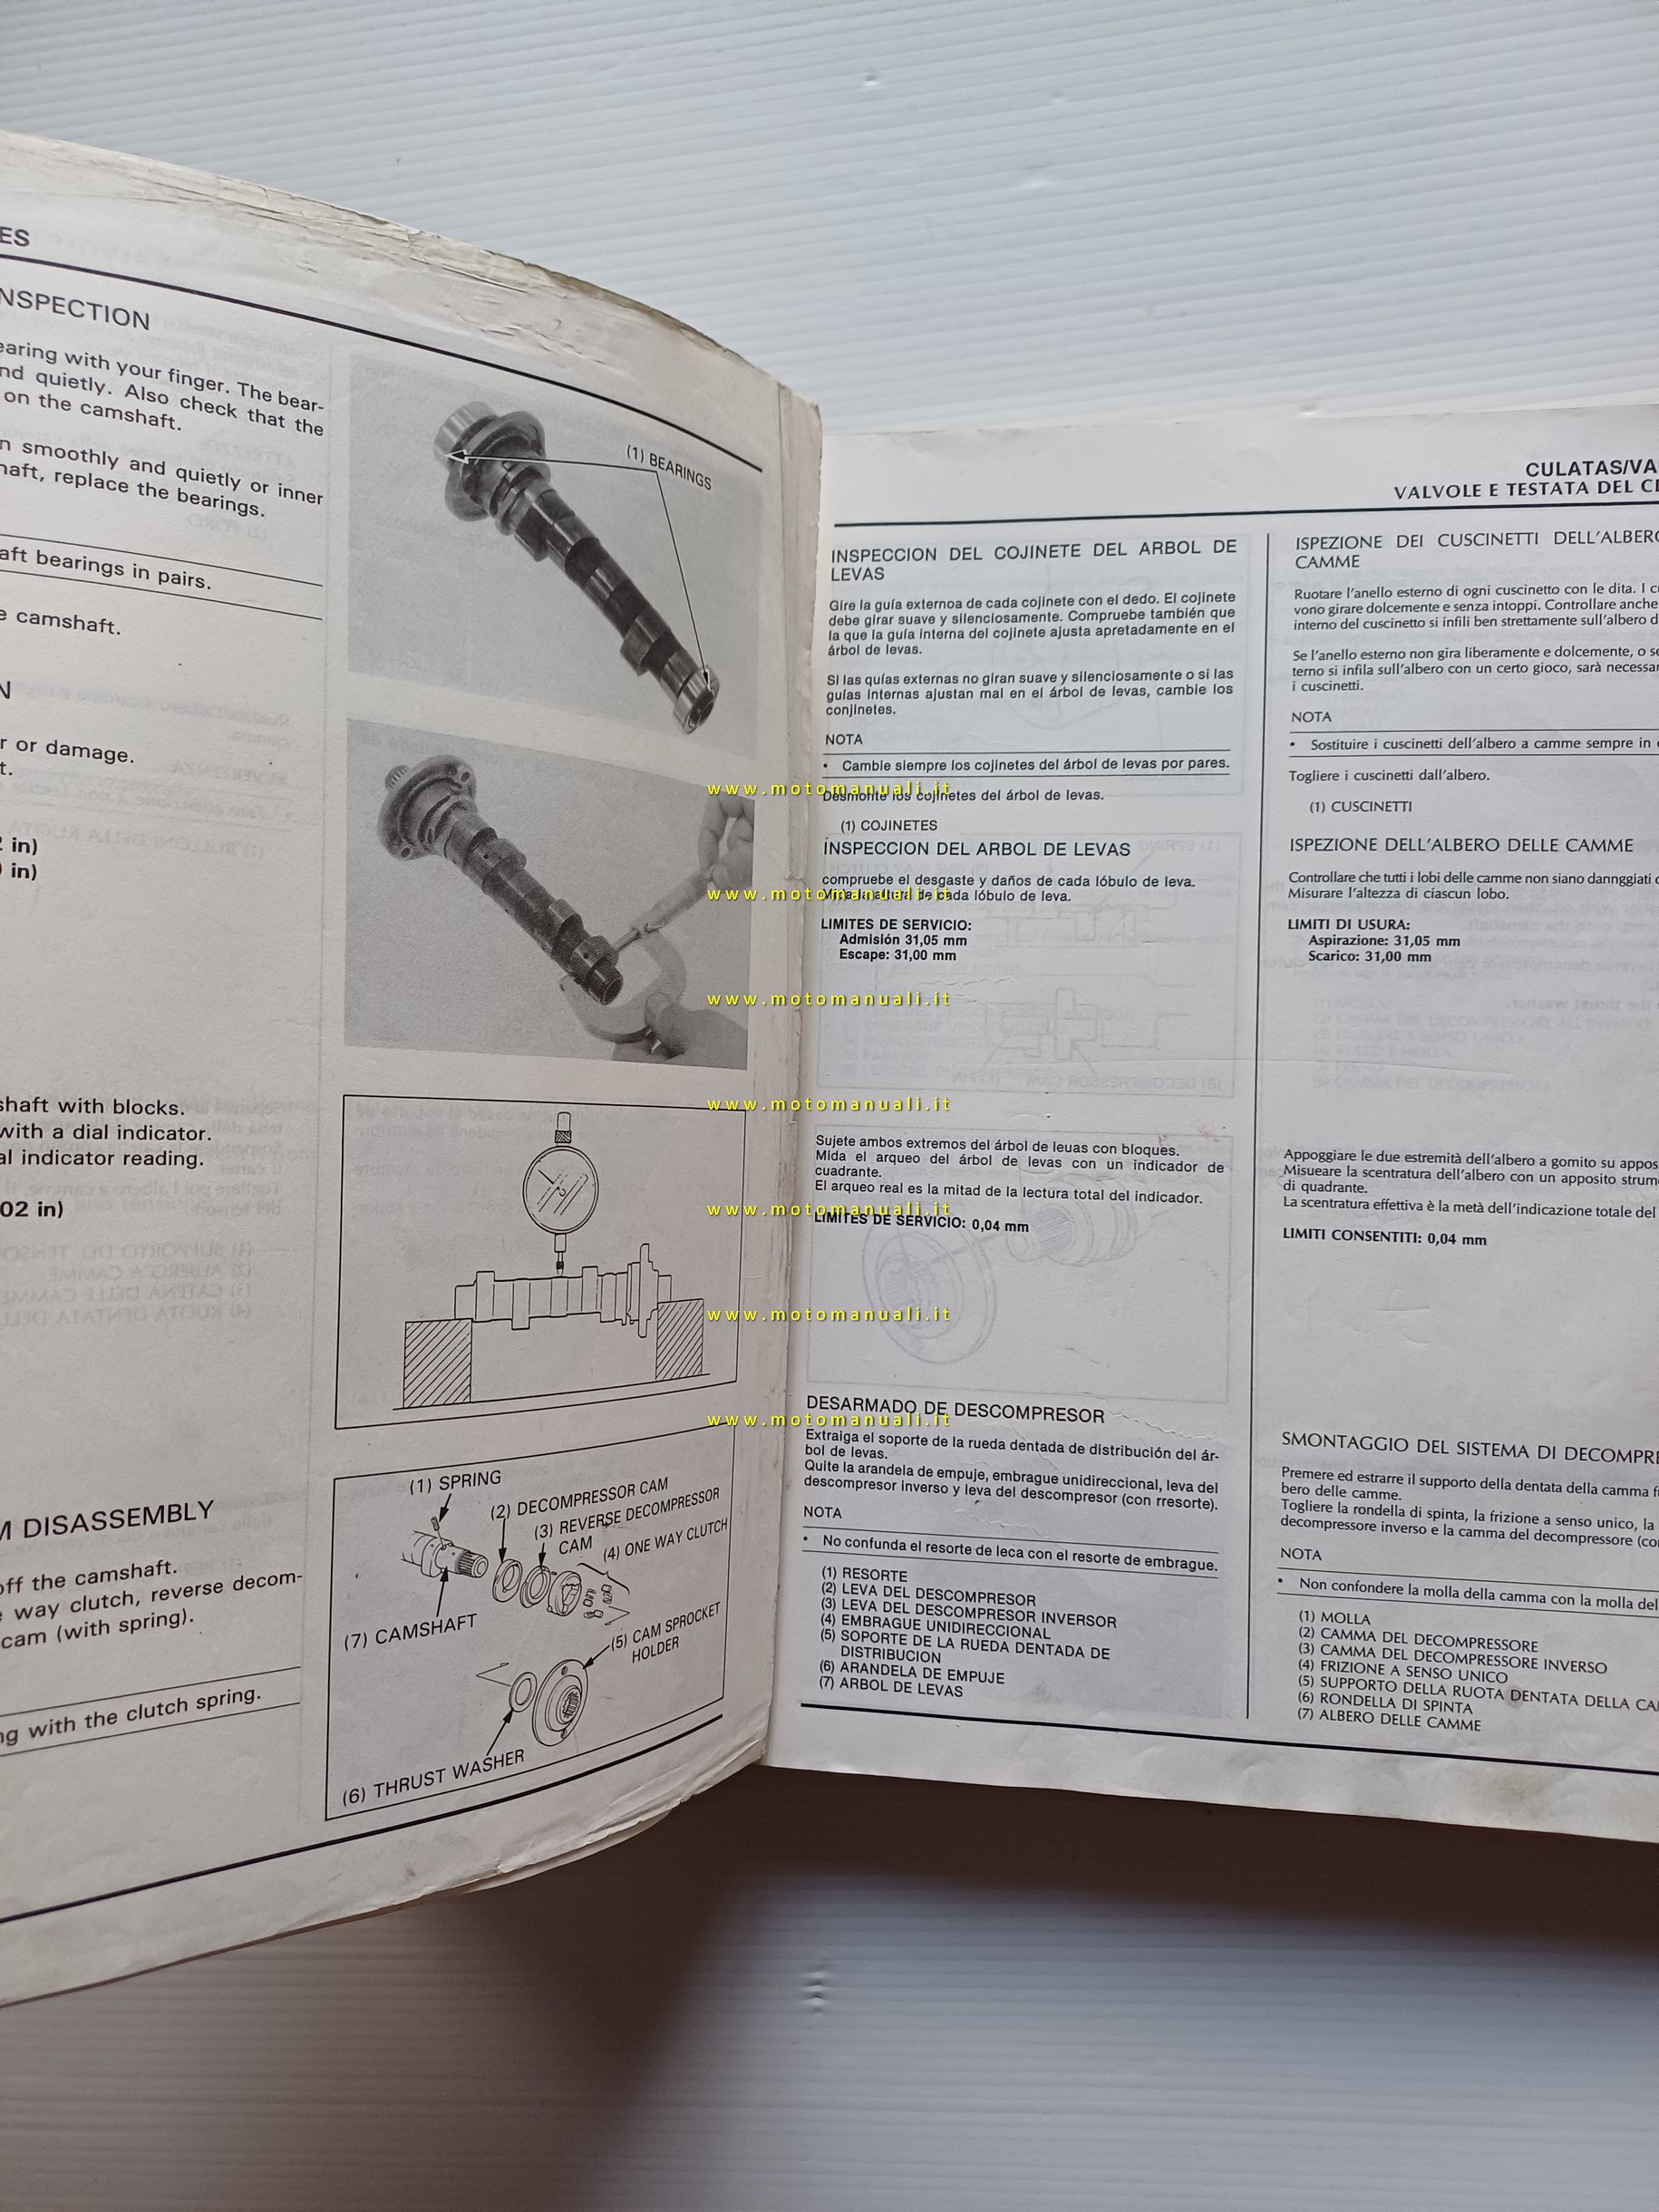 ES
NSPECTION
earing with your finger. The bear-
nd quietly. Also check that the
on the camshaft.
n smoothly and quietly or inner
haft, replace the bearings.
aft bearings in pairs.
e camshaft.
N
r or damage.
t.
in)
in)
shaft with blocks.
with a dial indicator.
al indicator reading.
02 in)
M DISASSEMBLY
off the camshaft.
e way clutch, reverse decom-
cam (with spring).
ng with the clutch spring.
(1) BEARINGS
(1) SPRING
(2) DECOMPRESSOR CAM
(3) REVERSE DECOMPRESSOR
CAM
(4) ONE WAY CLUTCH
(7) CAMSHAFT
(5) CAM SPROCKET
HOLDER
(6) THRUST WASHER
CULATAS/VA
VALVOLE E TESTATA DEL CI
INSPECCION DEL COJINETE DEL ARBOL DE
LEVAS
Gire la guía externoa de cada cojinete con el dedo. El cojinete
debe girar suave y silenciosamente. Compruebe también que
la que la guía interna del cojinete ajusta apretadamente en el
árbol de levas.
Si las quías externas no giran suave y silenciosamente o si las
guías internas ajustan mal en el árbol de levas, cambie los
conjinetes.
NOTA
• Cambie siempre los cojinetes del árbol de levas por pares.
Desmonte los cojinetes del árbol de levas.
(1) COJINETES
INSPECCION DEL ARBOL DE LEVAS
compruebe el desgaste y daños de cada lóbulo de leva.
Mida la altura de cada lóbulo de leva.
LIMITES DE SERVICIO:
Admisión 31,05 mm
Escape: 31,00 mm
Sujete ambos extremos del árbol de leuas con bloques.
Mida el arqueo del árbol de levas con un indicador de
cuadrante.
El arqueo real es la mitad de la lectura total del indicador.
LIMITES DE SERVICIO: 0,04 mm
DESARMADO DE DESCOMPRESOR
Extraiga el soporte de la rueda dentada de distribución del ár-
bol de levas.
Quite la arandela de empuje, embrague unidireccional, leva del
descompresor inverso y leva del descompresor (con rresorte).
NOTA
• No confunda el resorte de leca con el resorte de embrague.
(1) RESORTE
(2) LEVA DEL DESCOMPRESOR
(3) LEVA DEL DESCOMPRESOR INVERSOR
(4) EMBRAGUE UNIDIRECCIONAL
(5) SOPORTE DE LA RUEDA DENTADA DE
DISTRIBUCION
(6) ARANDELA DE EMPUJE
(7) ARBOL DE LEVAS
ISPEZIONE DEI CUSCINETTI DELL'ALBERO
CAMME
Ruotare l'anello esterno di ogni cuscinetto con le dita. I c
vono girare dolcemente e senza intoppi. Controllare anche
interno del cuscinetto si infili ben strettamente sull'albero d
Se l'anello esterno non gira liberamente e dolcemente, o se
terno si infila sull'albero con un certo gioco, sarà necessar
i cuscinetti.
NOTA
• Sostituire i cuscinetti dell'albero a camme sempre in
Togliere i cuscinetti dall'albero.
(1) CUSCINETTI
ISPEZIONE DELL'ALBERO DELLE CAMME
Controllare che tutti i lobi delle camme non siano dannggiati
Misurare l'altezza di ciascun lobo.
LIMITI DI USURA:
Aspirazione: 31,05 mm
Scarico: 31,00 mm
Appoggiare le due estremità dell'albero a gomito su appos
Misueare la scentratura dell'albero con un apposito strum
di quadrante.
La scentratura effettiva è la metà dell'indicazione totale del
LIMITI CONSENTITI: 0,04 mm
SMONTAGGIO DEL SISTEMA DI DECOMPRE
Premere ed estrarre il supporto della dentata della camma f
bero delle camme.
Togliere la rondella di spinta, la frizione a senso unico, la
decompressore inverso e la camma del decompressore (co
NOTA
• Non confondere la molla della camma con la molla del
(1) MOLLA
(2) CAMMA DEL DECOMPRESSORE
(3) CAMMA DEL DECOMPRESSORE INVERSO
(4) FRIZIONE A SENSO UNICO
(5) SUPPORTO DELLA RUOTA DENTATA DELLA CA
(6) RONDELLA DI SPINTA
(7) ALBERO DELLE CAMME
www.motomanuali.it
www.motomanuali.it
www.motomanuali.it
www.motomanuali.it
www.motomanuali.it
www.motomanuali.it
www.motomanuali.it